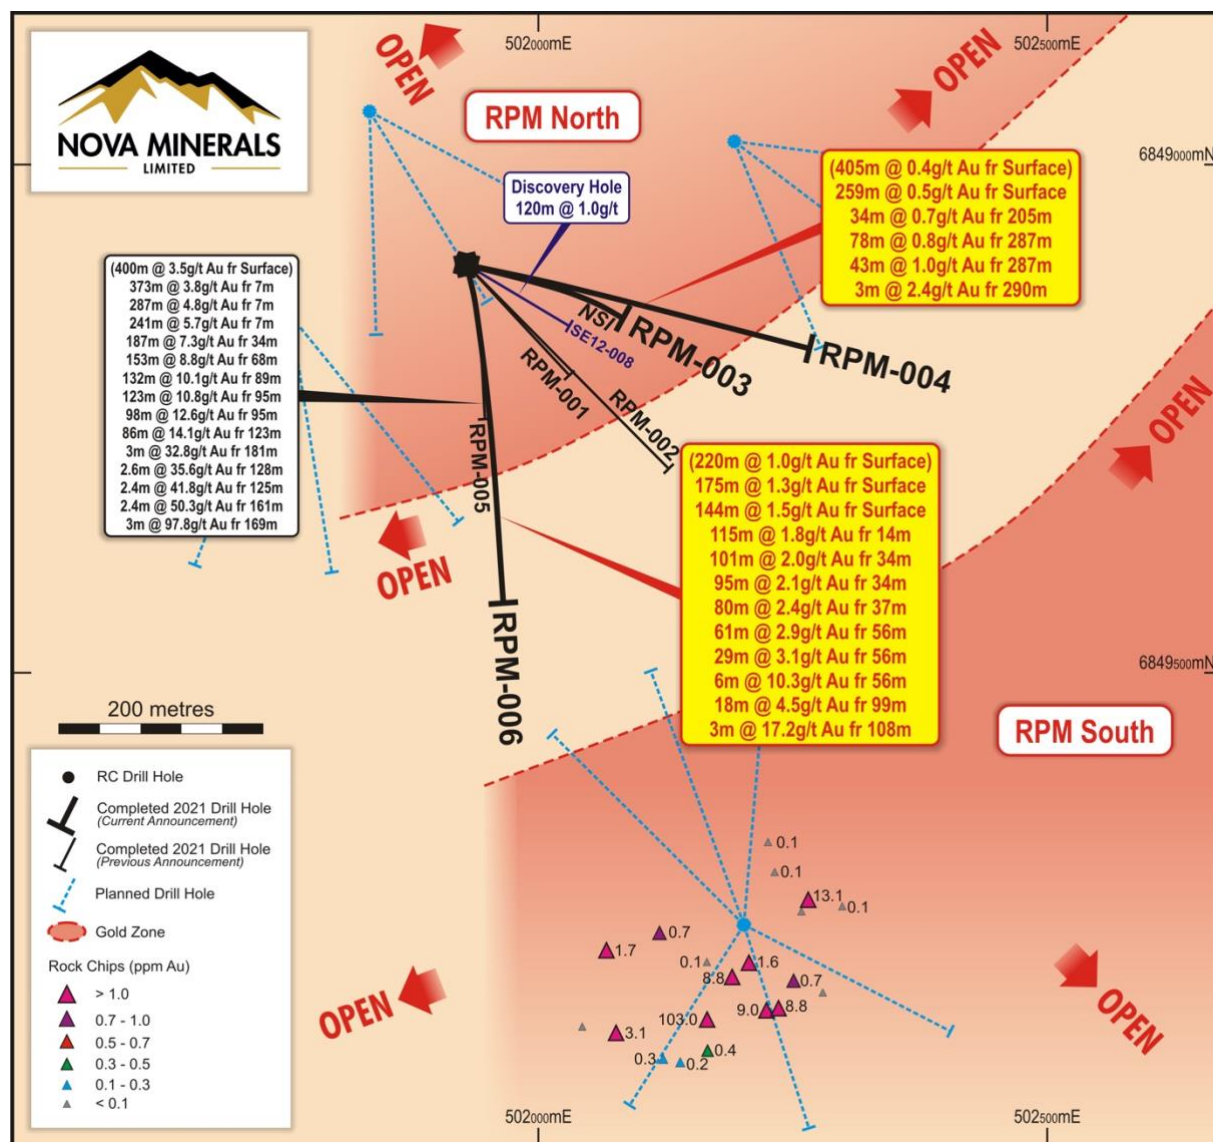 502000mE
502500mE
OPEN
OPEN
NOVA MINERALS
LIMITED
RPM North
6849000mN
Discovery Hole
120m @ 1.0g/t
(405m @ 0.4g/t Au fr Surface)
259m @ 0.5g/t Au fr Surface
34m @ 0.7g/t Au fr 205m
78m @ 0.8g/t Au fr 287m
43m @ 1.0g/t Au fr 287m
3m @ 2.4g/t Au fr 290m
(400m @ 3.5g/t Au fr Surface)
373m @ 3.8g/t Au fr 7m
287m @ 4.8g/t Au fr 7m
241m @ 5.7g/t Au fr 7m
187m @ 7.3g/t Au fr 34m
153m @ 8.8g/t Au fr 68m
132m @ 10.1g/t Au fr 89m
123m @ 10.8g/t Au fr 95m
98m @ 12.6g/t Au fr 95m
86m @ 14.1g/t Au fr 123m
3m @ 32.8g/t Au fr 181m
2.6m @ 35.6g/t Au fr 128m
2.4m @ 41.8g/t Au fr 125m
2.4m @ 50.3g/t Au fr 161m
3m @ 97.8g/t Au fr 169m
NSI
SE12-008
RPM-003
RPM-004
RPM-001
RPM-002
RPM-005
RPM-006
OPEN
OPEN
(220m @ 1.0g/t Au fr Surface)
175m @ 1.3g/t Au fr Surface
144m @ 1.5g/t Au fr Surface
115m @ 1.8g/t Au fr 14m
101m @ 2.0g/t Au fr 34m
95m @ 2.1g/t Au fr 34m
80m @ 2.4g/t Au fr 37m
61m @ 2.9g/t Au fr 56m
29m @ 3.1g/t Au fr 56m
6m @ 10.3g/t Au fr 56m
18m @ 4.5g/t Au fr 99m
3m @ 17.2g/t Au fr 108m
6849500mN
RPM South
200 metres
RC Drill Hole
Completed 2021 Drill Hole
(Current Announcement)
Completed 2021 Drill Hole
(Previous Announcement)
Planned Drill Hole
Gold Zone
Rock Chips (ppm Au)
> 1.0
0.7 - 1.0
0.5 - 0.7
0.3 - 0.5
0.1 - 0.3
< 0.1
0.1
0.1
13.1
0.1
0.7
1.7
0.1
1.6
8.8
0.7
9.0
8.8
103.0
3.1
0.4
0.3
0.2
OPEN
OPEN
502000mE
502500mE